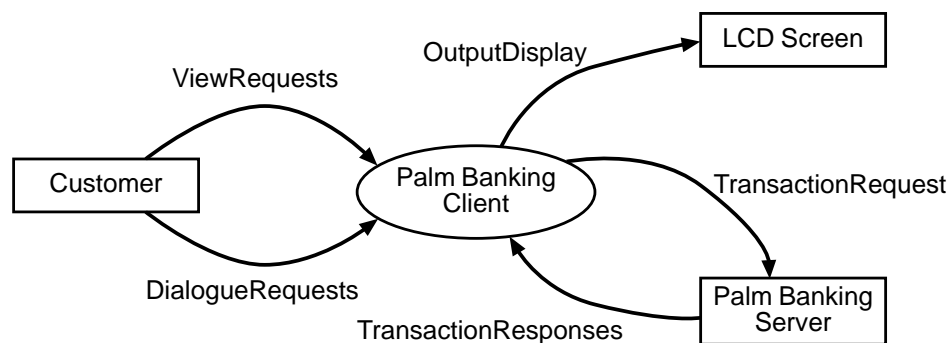 LCD Screen
OutputDisplay
ViewRequests
Customer
Palm Banking
Client
TransactionRequest
DialogueRequests
Palm Banking
Server
TransactionResponses